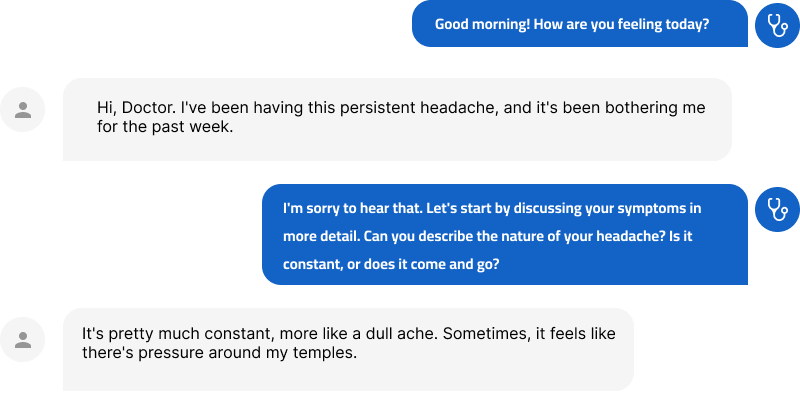 Good morning! How are you feeling today?
Hi, Doctor. I've been having this persistent headache, and it's been bothering me
for the past week.
I'm sorry to hear that. Let's start by discussing your symptoms in
more detail. Can you describe the nature of your headache? Is it
constant, or does it come and go?
It's pretty much constant, more like a dull ache. Sometimes, it feels like
there's pressure around my temples.